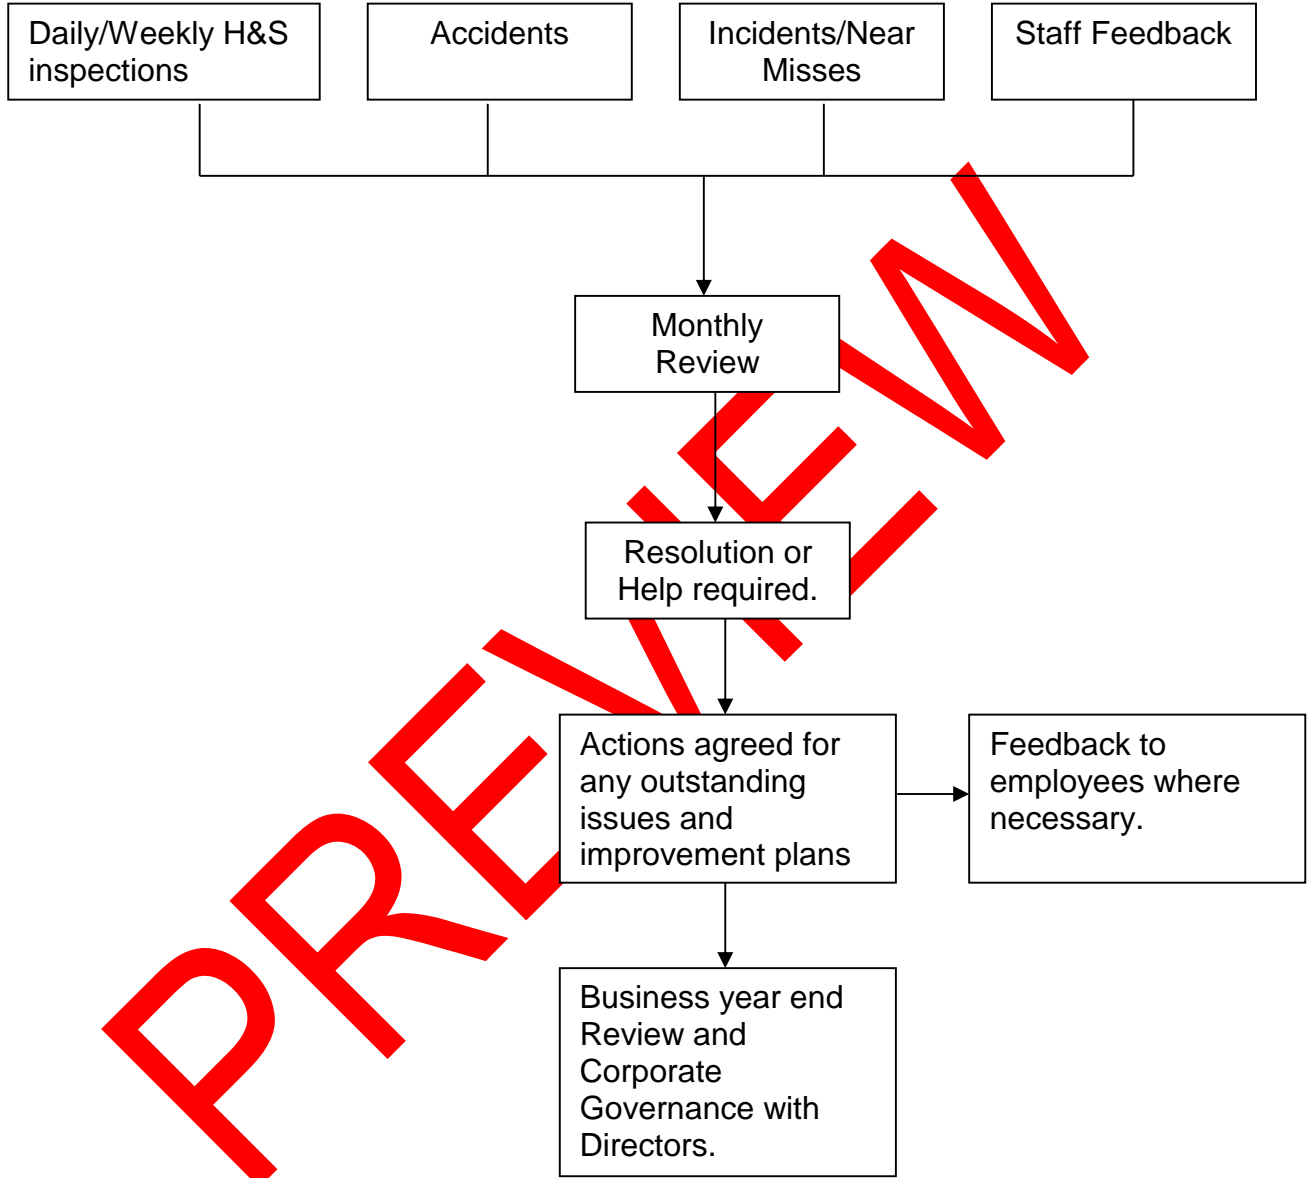 Daily/Weekly H&S
inspections
Accidents
Incidents/Near
Misses
Staff Feedback
Monthly
Review
Resolution or
Help required.
Actions agreed for
any outstanding
issues and
improvement plans
Feedback to
employees where
necessary.
Business year end
Review and
Corporate
Governance with
Directors.
PREVIEW